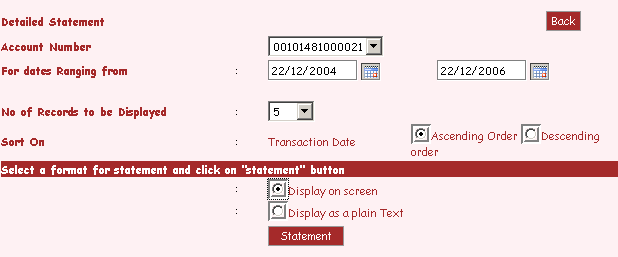 Detailed Statement Back
Account Number 00101481000021
For dates Ranging from : 22/12/2004 22/12/2006
No of Records to be Displayed : 5
Sort On : Transaction Date Ascending Order Descending
order
Select a format for statement and click on "statement" button
: Display on screen
: Display as a plain Text
Statement